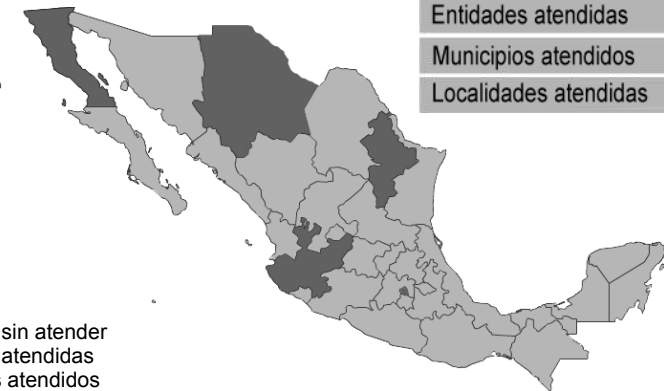 Entidades atendidas
Municipios atendidos
Localidades atendidas
sin atender
atendidas
s atendidos